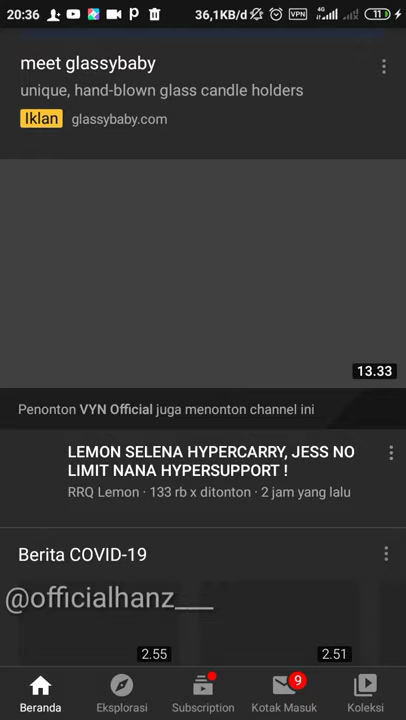 20:36
36,1KB/d
VPN
4G
11
meet glassybaby
unique, hand-blown glass candle holders
Iklan glassybaby.com
13.33
Penonton VYN Official juga menonton channel ini
LEMON SELENA HYPERCARRY, JESS NO
LIMIT NANA HYPERSUPPORT !
RRQ Lemon · 133 rb x ditonton · 2 jam yang lalu
Berita COVID-19
@officialhanz___
2.55
2.51
9
Beranda
Eksplorasi
Subscription
Kotak Masuk
Koleksi